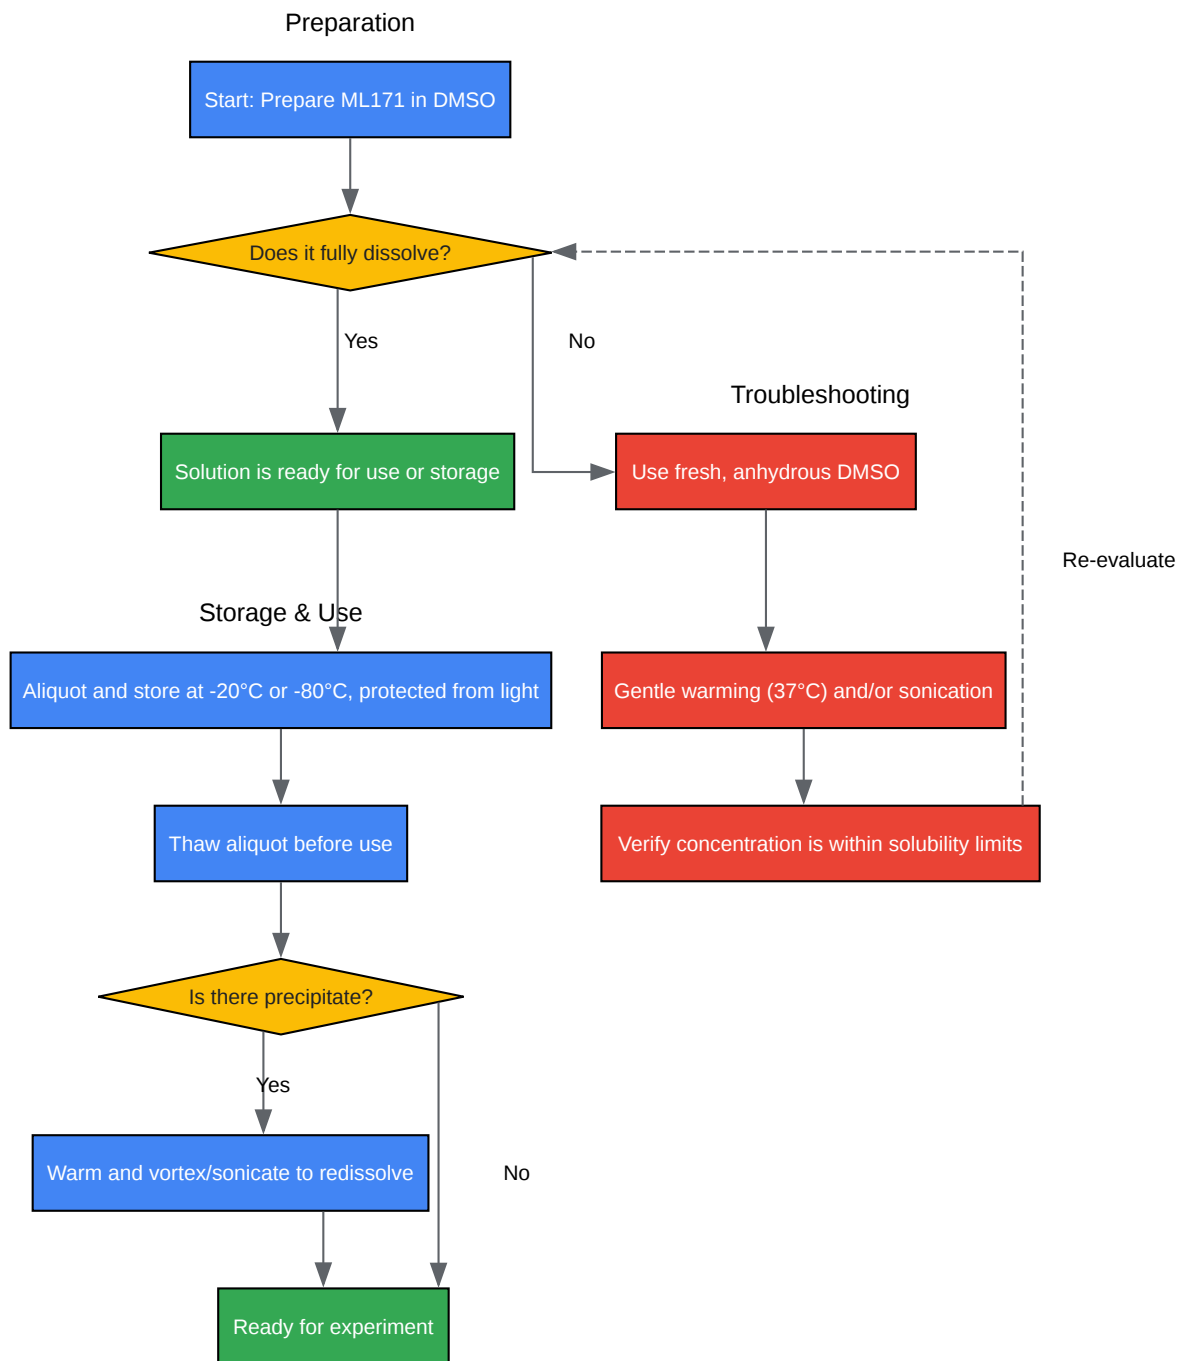 Preparation
Start: Prepare ML171 in DMSO
Does it fully dissolve?
Yes
No
Troubleshooting
Solution is ready for use or storage
Use fresh, anhydrous DMSO
Re-evaluate
Storage & Use
Aliquot and store at -20°C or -80°C, protected from light
Gentle warming (37°C) and/or sonication
Thaw aliquot before use
Verify concentration is within solubility limits
Is there precipitate?
Yes
Warm and vortex/sonicate to redissolve
No
Ready for experiment